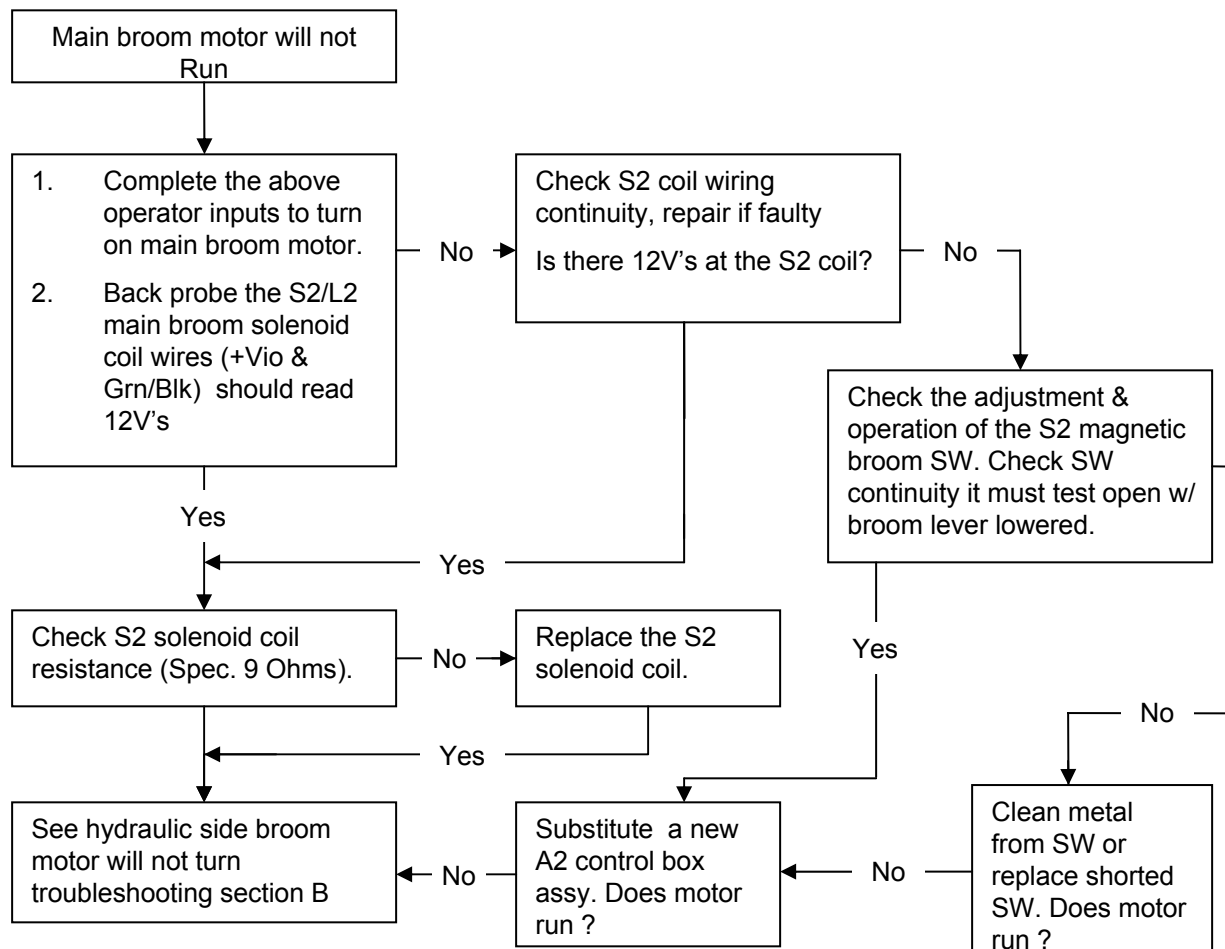 Main broom motor will not
Run
1. Complete the above
operator inputs to turn
on main broom motor.
2. Back probe the S2/L2
main broom solenoid
coil wires (+Vio &
Grn/Blk)  should read
12V’s
No
Check S2 coil wiring
continuity, repair if faulty
Is there 12V’s at the S2 coil?
No
Check the adjustment &
operation of the S2 magnetic
broom SW. Check SW
continuity it must test open w/
broom lever lowered.
Yes
Yes
Check S2 solenoid coil
resistance (Spec. 9 Ohms).
No
Replace the S2
solenoid coil.
Yes
No
Yes
See hydraulic side broom
motor will not turn
troubleshooting section B
No
Substitute  a new
A2 control box
assy. Does motor
run ?
No
Clean metal
from SW or
replace shorted
SW. Does motor
run ?